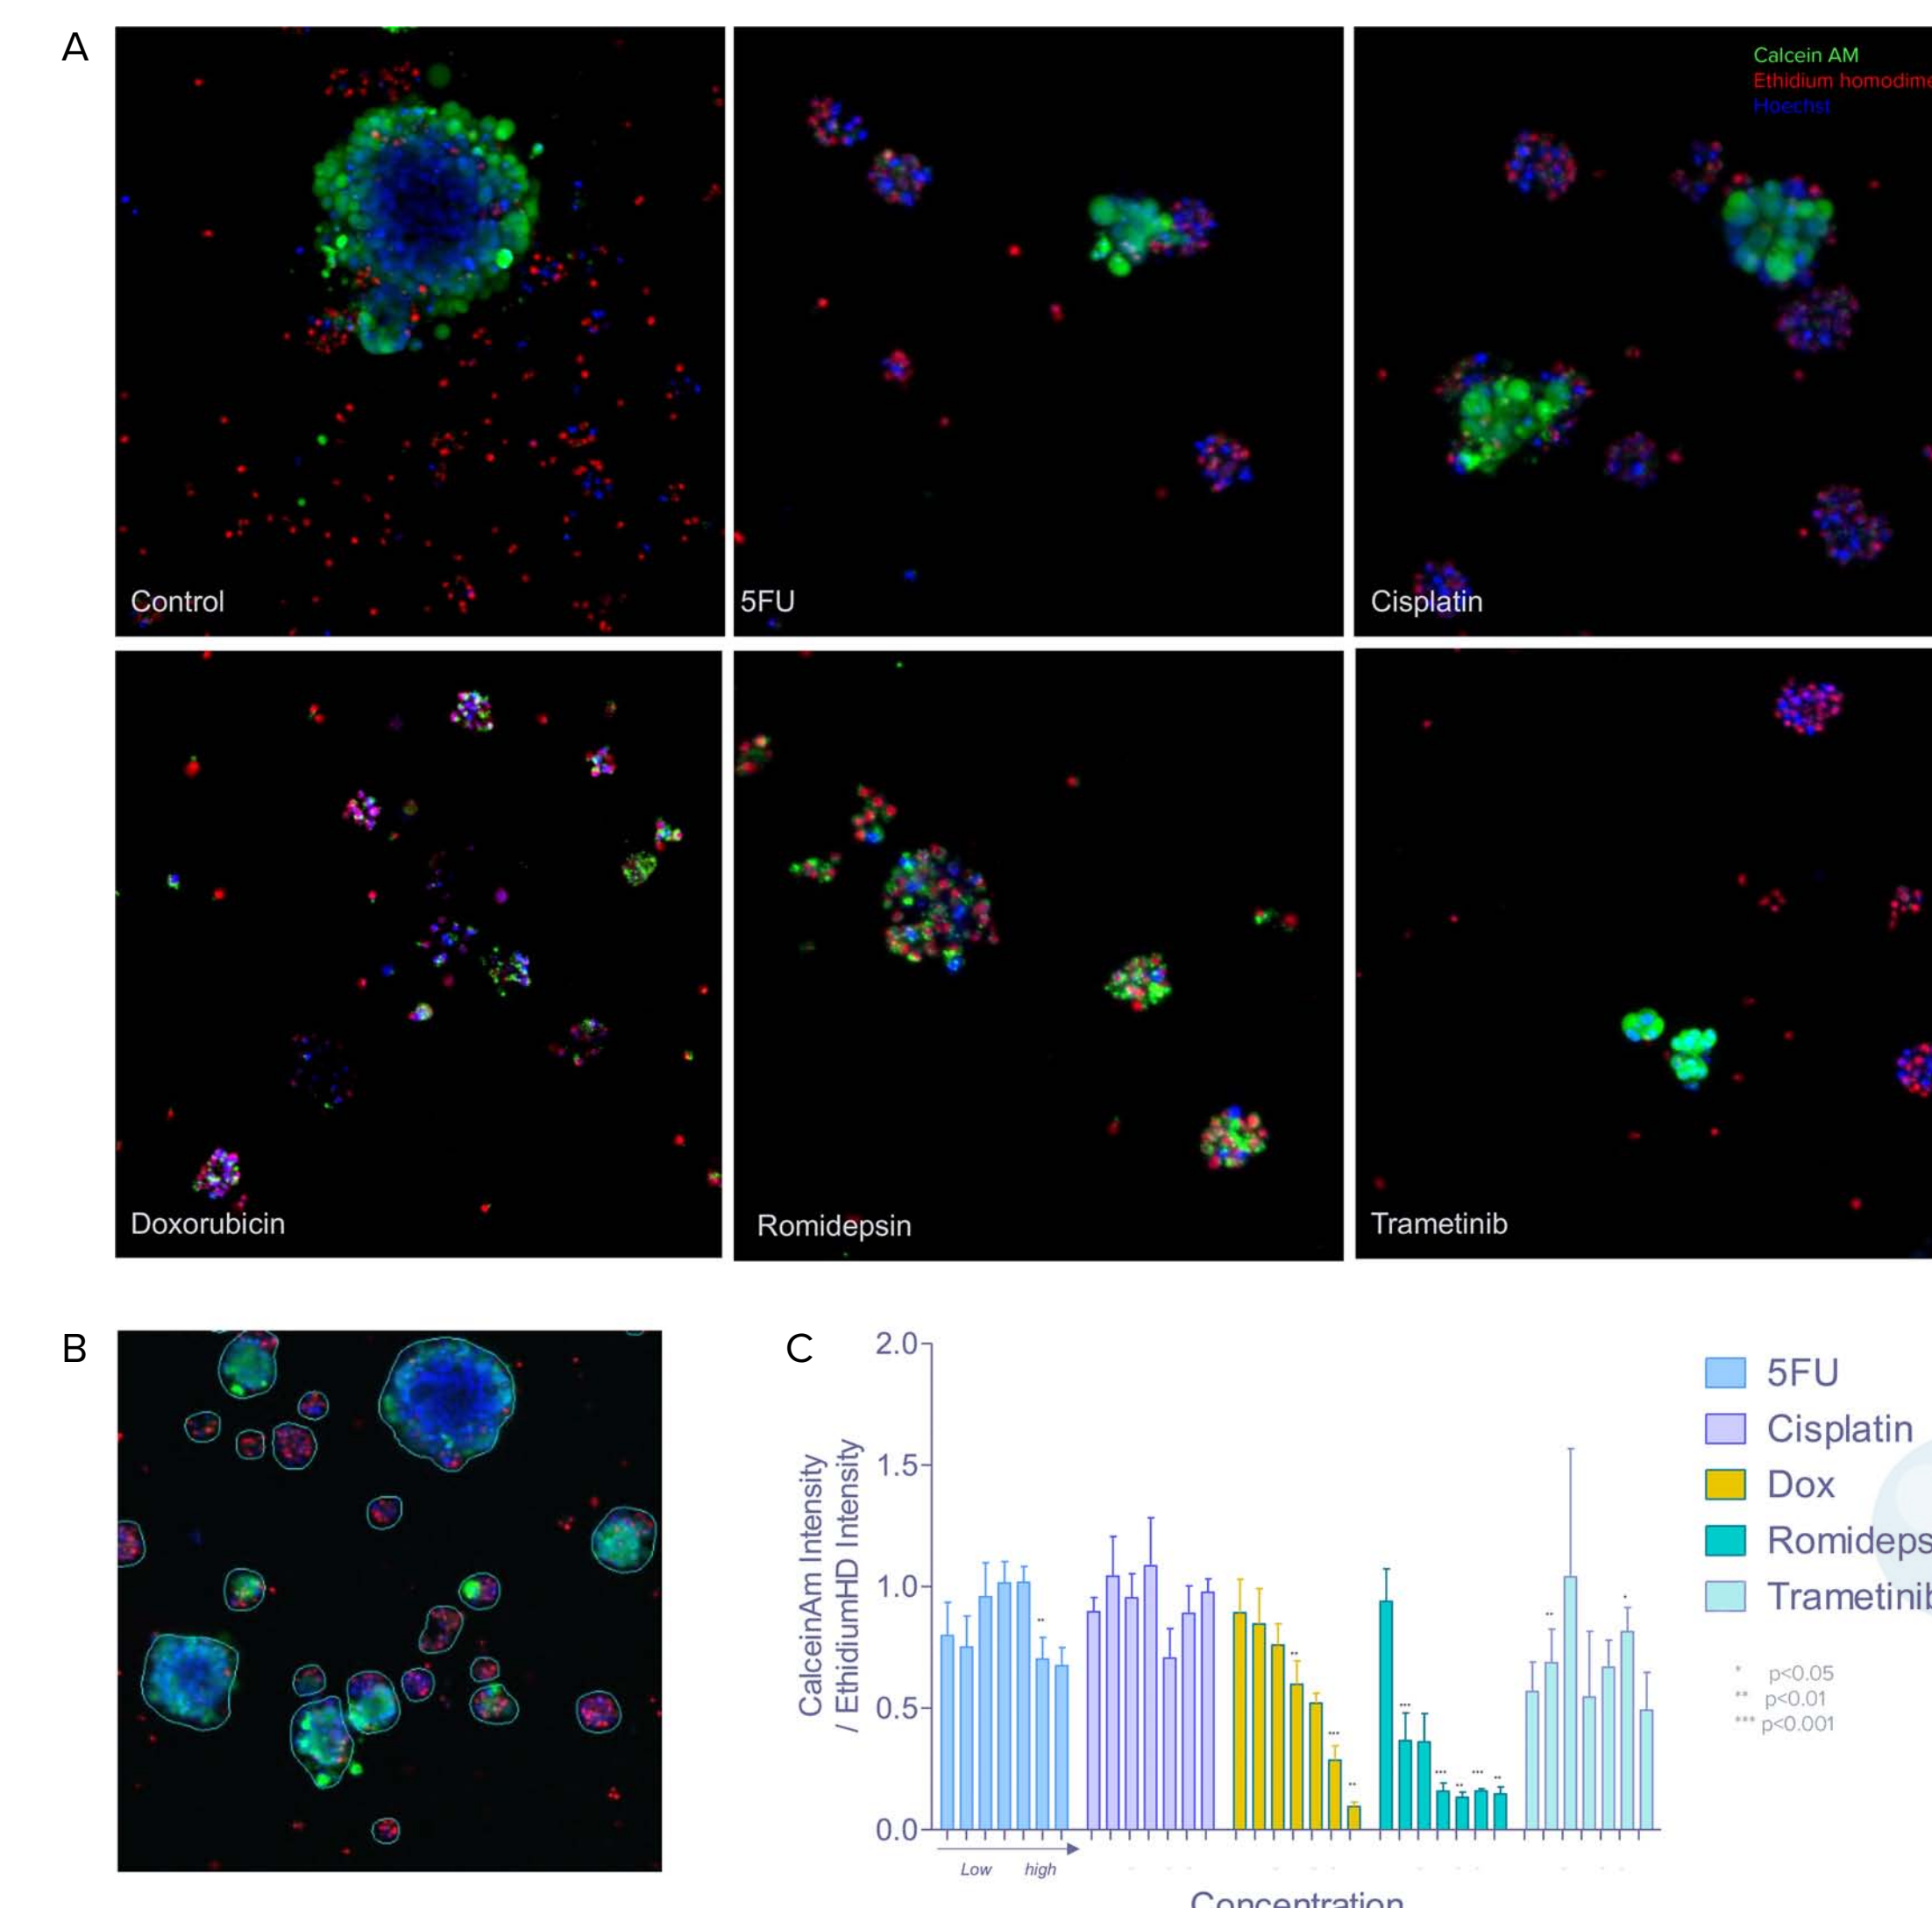 A
Calcein AM
Ethidium homodime
Hoechst
Control
5FU
Cisplatin
Doxorubicin
Romidepsin
Trametinib
B
C
CalceinAm Intensity
/ EthidiumHD Intensity
2.0
1.5
1.0
0.5
0.0
**
**
***
**
***
***
**
***
**
**
*
Low high
Concentration
5FU
Cisplatin
Dox
Romideps
Trametinib
* p<0.05
** p<0.01
*** p<0.001